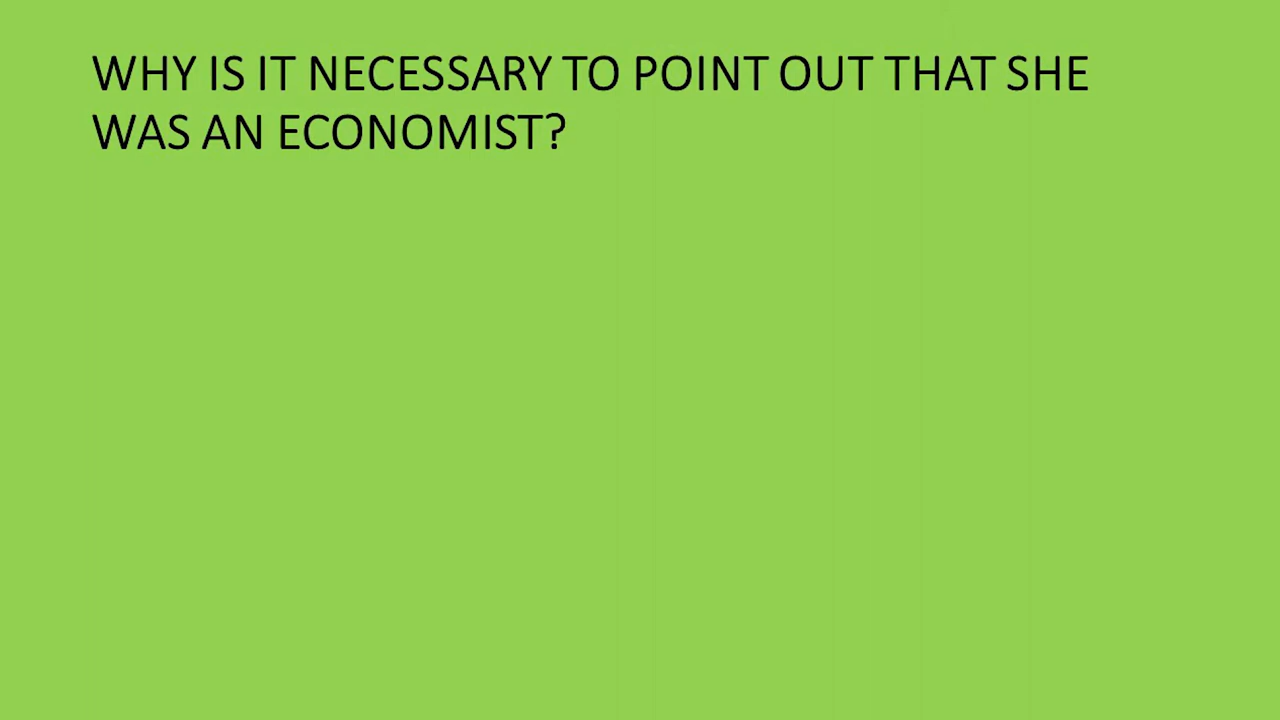 WHY IS IT NECESSARY TO POINT OUT THAT SHE
WAS AN ECONOMIST?